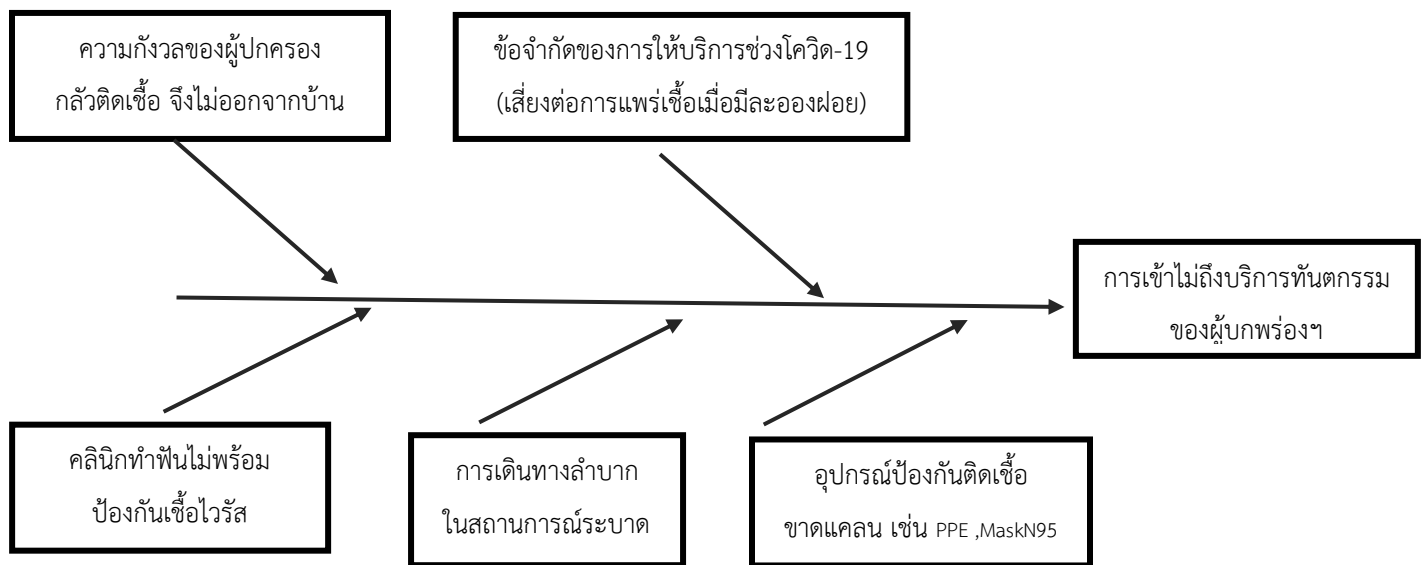 ความกังวลของผู้ปกครอง
กลัวติดเชื้อ จึงไม่ออกจากบ้าน
ข้อจำกัดของการให้บริการช่วงโควิด-19
(เสี่ยงต่อการแพร่เชื้อเมื่อมีละอองฝอย)
การเข้าไม่ถึงบริการทันตกรรม
ของผู้บกพร่องฯ
คลินิกทำฟันไม่พร้อม
ป้องกันเชื้อไวรัส
การเดินทางลำบาก
ในสถานการณ์ระบาด
อุปกรณ์ป้องกันติดเชื้อ
ขาดแคลน เช่น PPE ,MaskN95